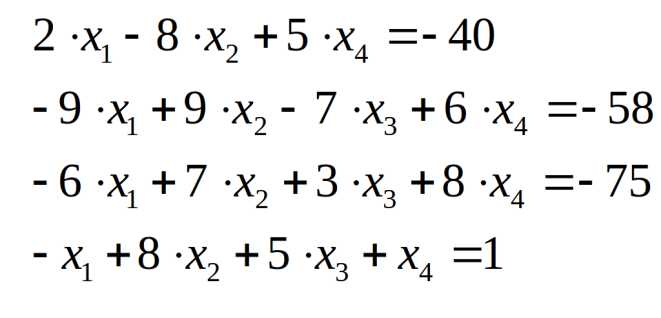 2 ·x₁ - 8 ·x₂ + 5 ·x₄ =- 40
- 9 ·x₁ + 9 ·x₂ - 7 ·x₃ + 6 ·x₄ =- 58
- 6 ·x₁ + 7 ·x₂ + 3 ·x₃ + 8 ·x₄ =- 75
- x₁ + 8 ·x₂ + 5 ·x₃ + x₄ =1